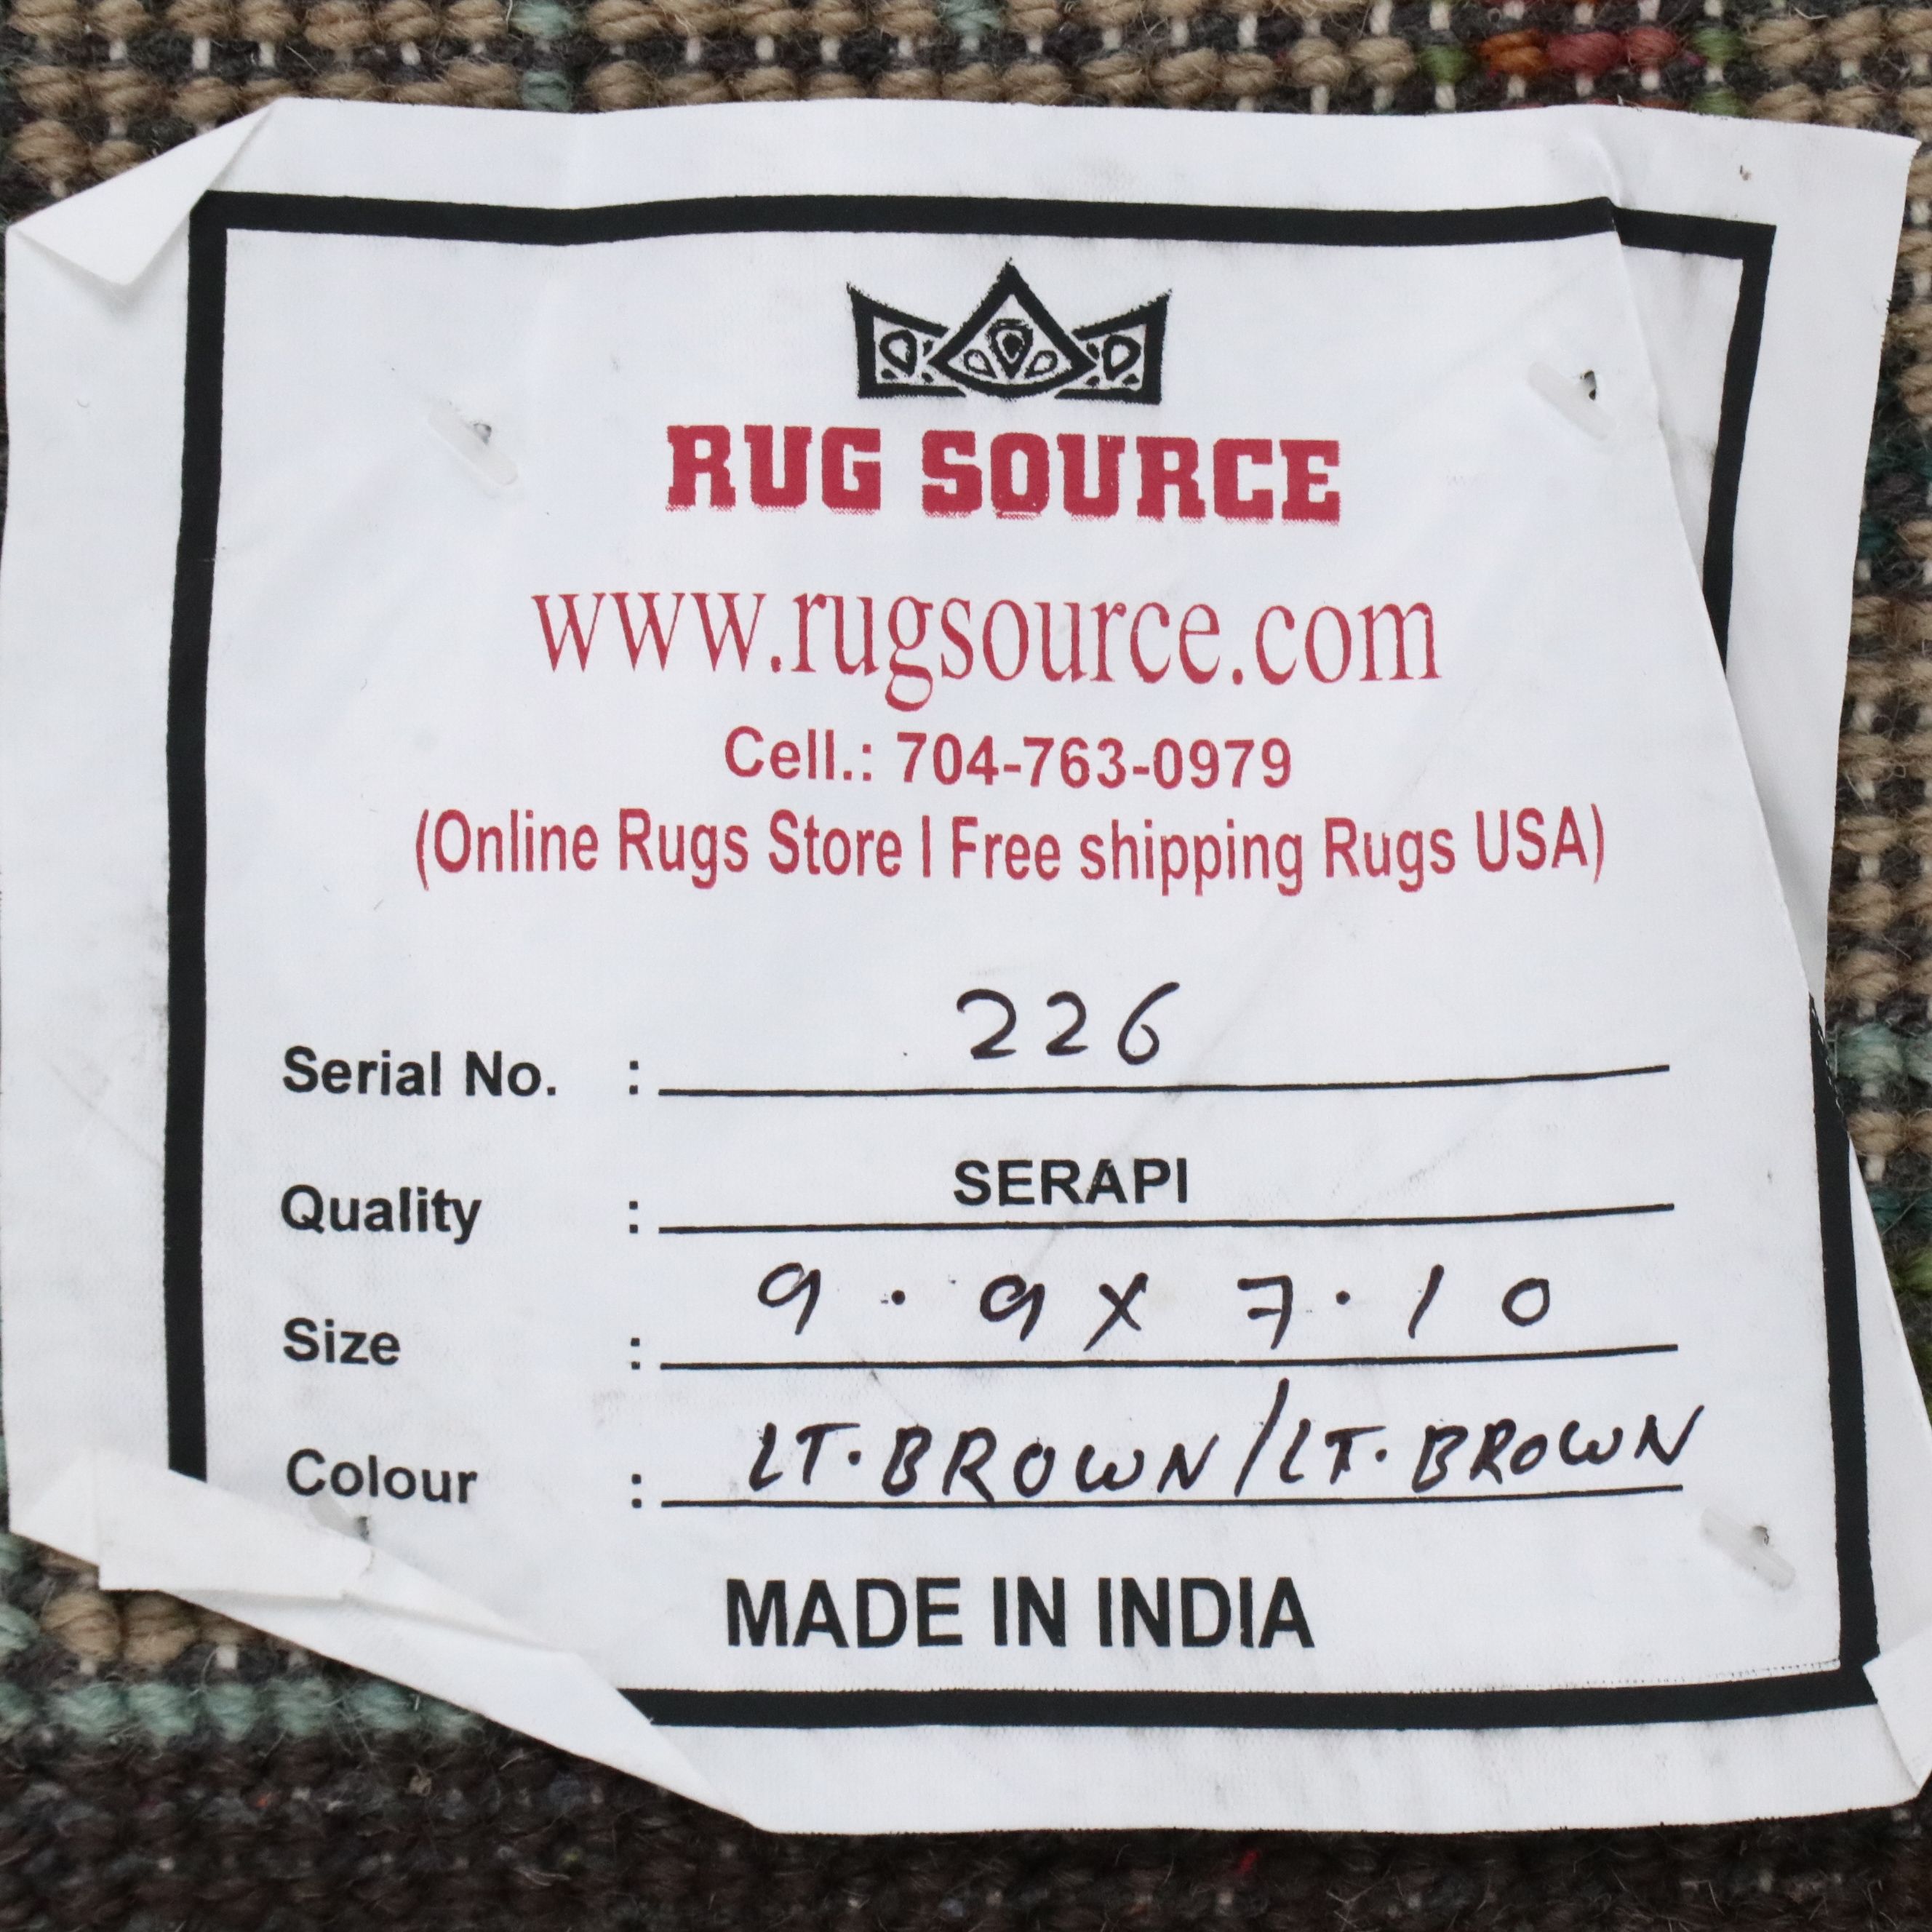 RUG SOURCE
www.rugsource.com
Cell.: 704-763-0979
(Online Rugs Store I Free shipping Rugs USA)
Serial No. : 226
Quality : SERAPI
Size : 9.9 X 7.10
Colour : LT. BROWN/LT. BROWN
MADE IN INDIA